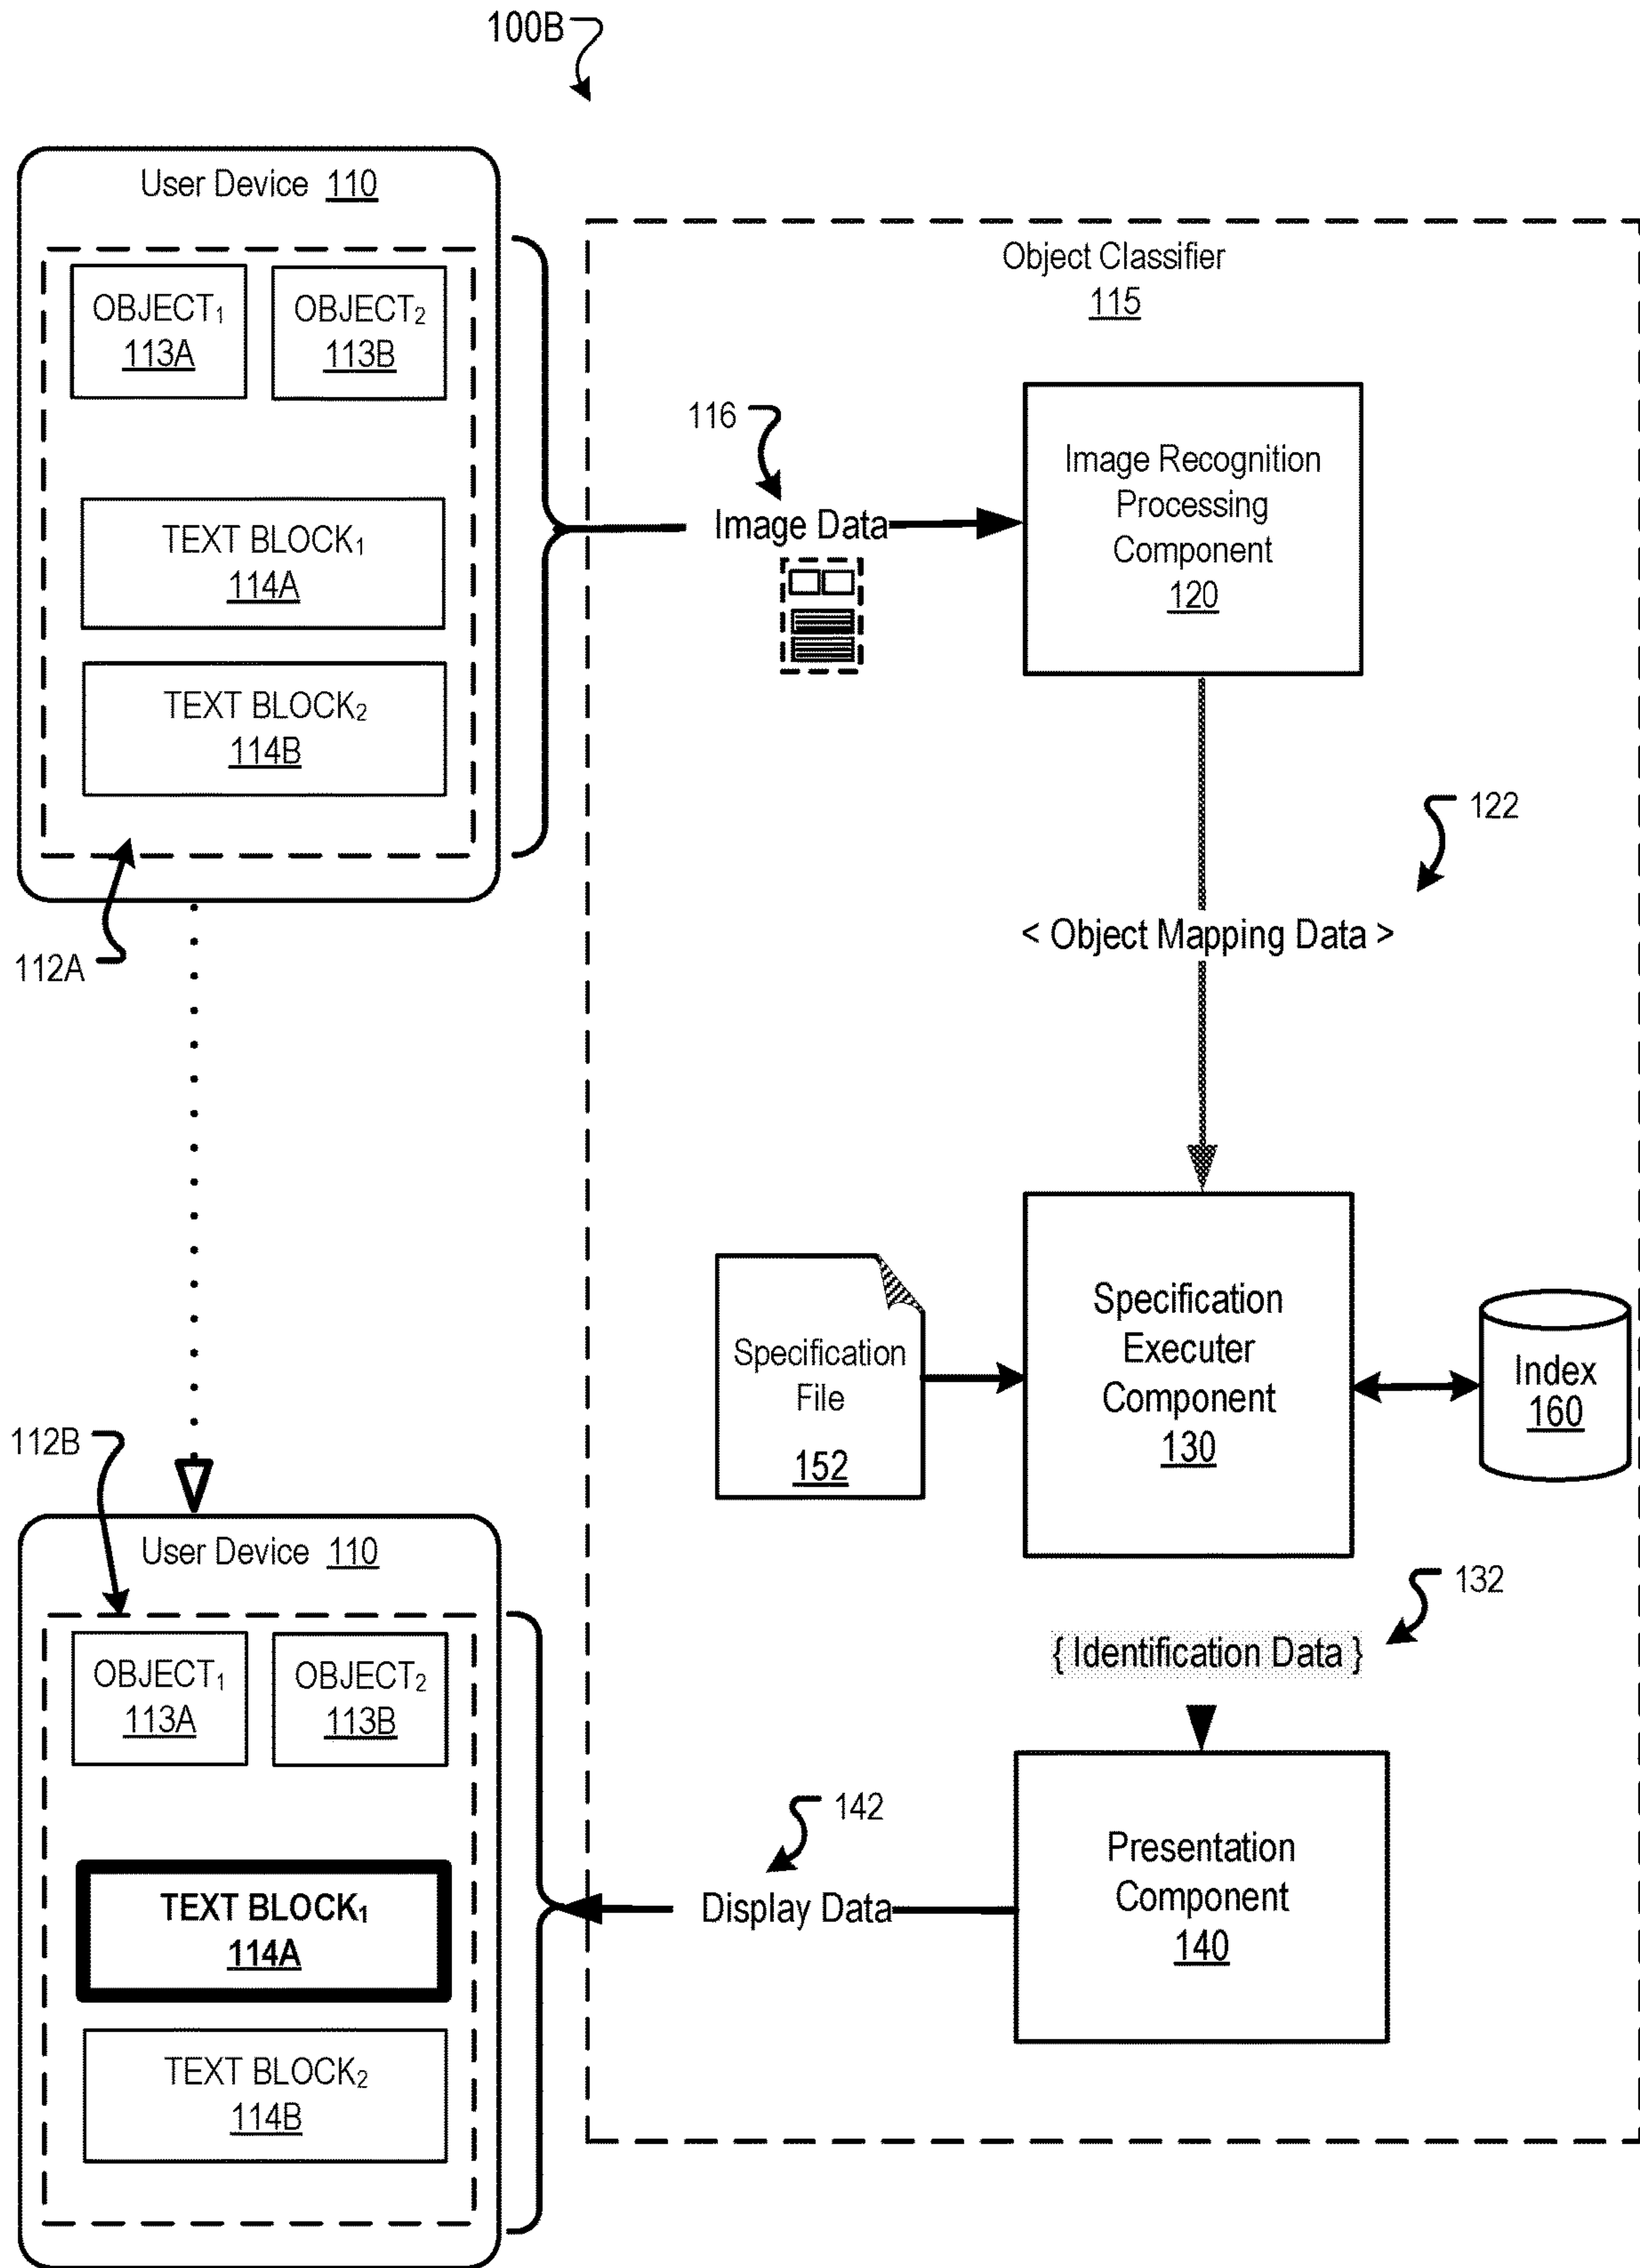 100B
User Device 110
OBJECT₁
113A
OBJECT₂
113B
TEXT BLOCK₁
114A
TEXT BLOCK₂
114B
112A
Object Classifier
115
116
Image Data
Image Recognition
Processing
Component
120
122
< Object Mapping Data >
Specification
File
152
Specification
Executer
Component
130
Index
160
132
{ Identification Data }
112B
User Device 110
OBJECT₁
113A
OBJECT₂
113B
TEXT BLOCK₁
114A
TEXT BLOCK₂
114B
142
Display Data
Presentation
Component
140